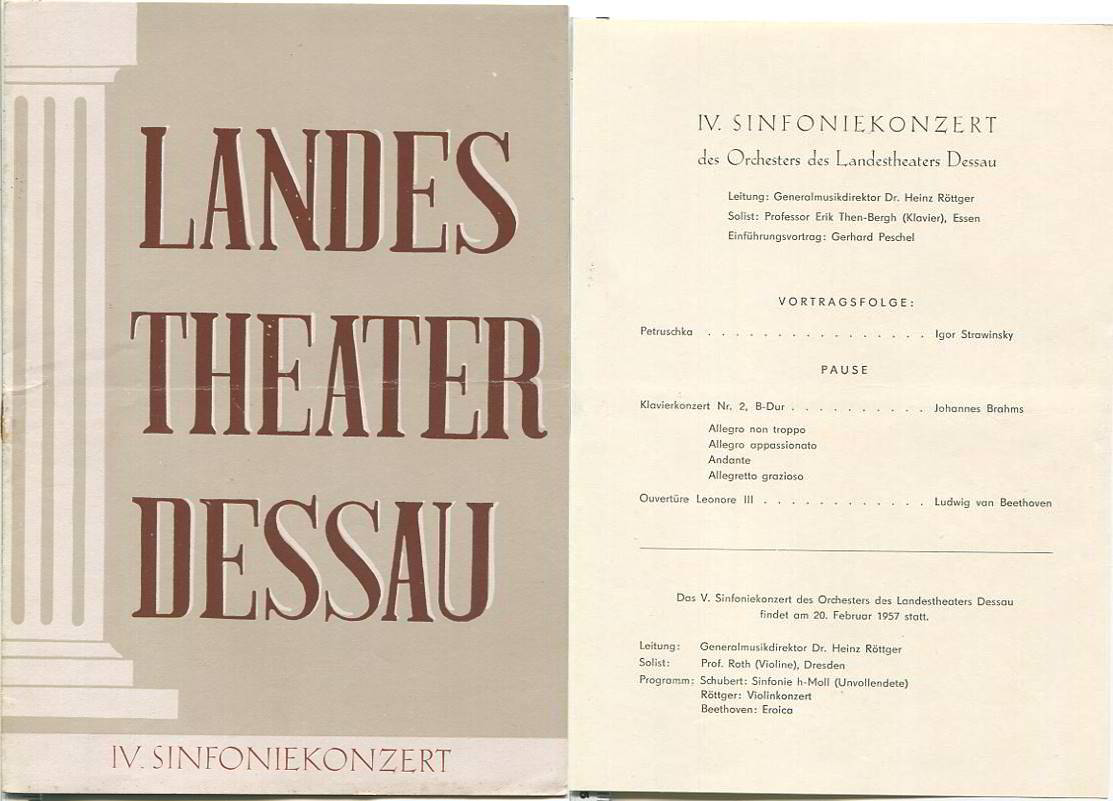 LANDES
THEATER
DESSAU
IV. SINFONIEKONZERT
IV. SINFONIEKONZERT
des Orchesters des Landestheaters Dessau
Leitung: Generalmusikdirektor Dr. Heinz Röttger
Solist: Professor Erik Then-Bergh (Klavier), Essen
Einführungsvortrag: Gerhard Peschel
VORTRAGSFOLGE:
Petruschka . . . . . . . . . . . . . . . . Igor Strawinsky
PAUSE
Klavierkonzert Nr. 2, B-Dur . . . . . . . . . . Johannes Brahms
Allegro non troppo
Allegro appassionato
Andante
Allegretto grazioso
Ouvertüre Leonore III . . . . . . . . . . . . Ludwig van Beethoven
Das V. Sinfoniekonzert des Orchesters des Landestheaters Dessau
findet am 20. Februar 1957 statt.
Leitung: Generalmusikdirektor Dr. Heinz Röttger
Solist: Prof. Roth (Violine), Dresden
Programm: Schubert: Sinfonie h-Moll (Unvollendete)
Röttger: Violinkonzert
Beethoven: Eroica